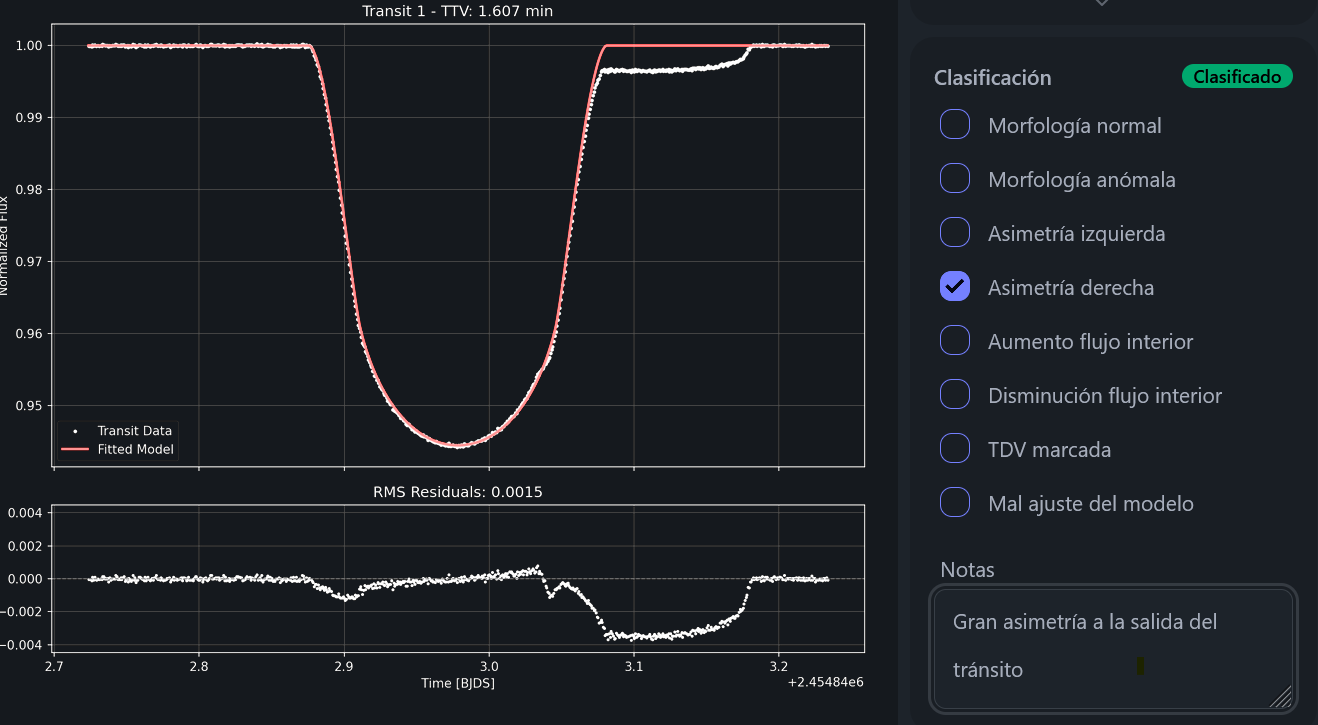 Transit 1 - TTV: 1.607 min
1.00
0.99
0.98
0.97
0.96
0.95
Normalized Flux
Transit Data
Fitted Model
RMS Residuals: 0.0015
0.004
0.002
0.000
−0.002
−0.004
2.7 2.8 2.9 3.0 3.1 3.2
Time [BJDS]
+2.45484e6
Clasificación
Clasificado
Morfología normal
Morfología anómala
Asimetría izquierda
Asimetría derecha
Aumento flujo interior
Disminución flujo interior
TDV marcada
Mal ajuste del modelo
Notas
Gran asimetría a la salida del
tránsito